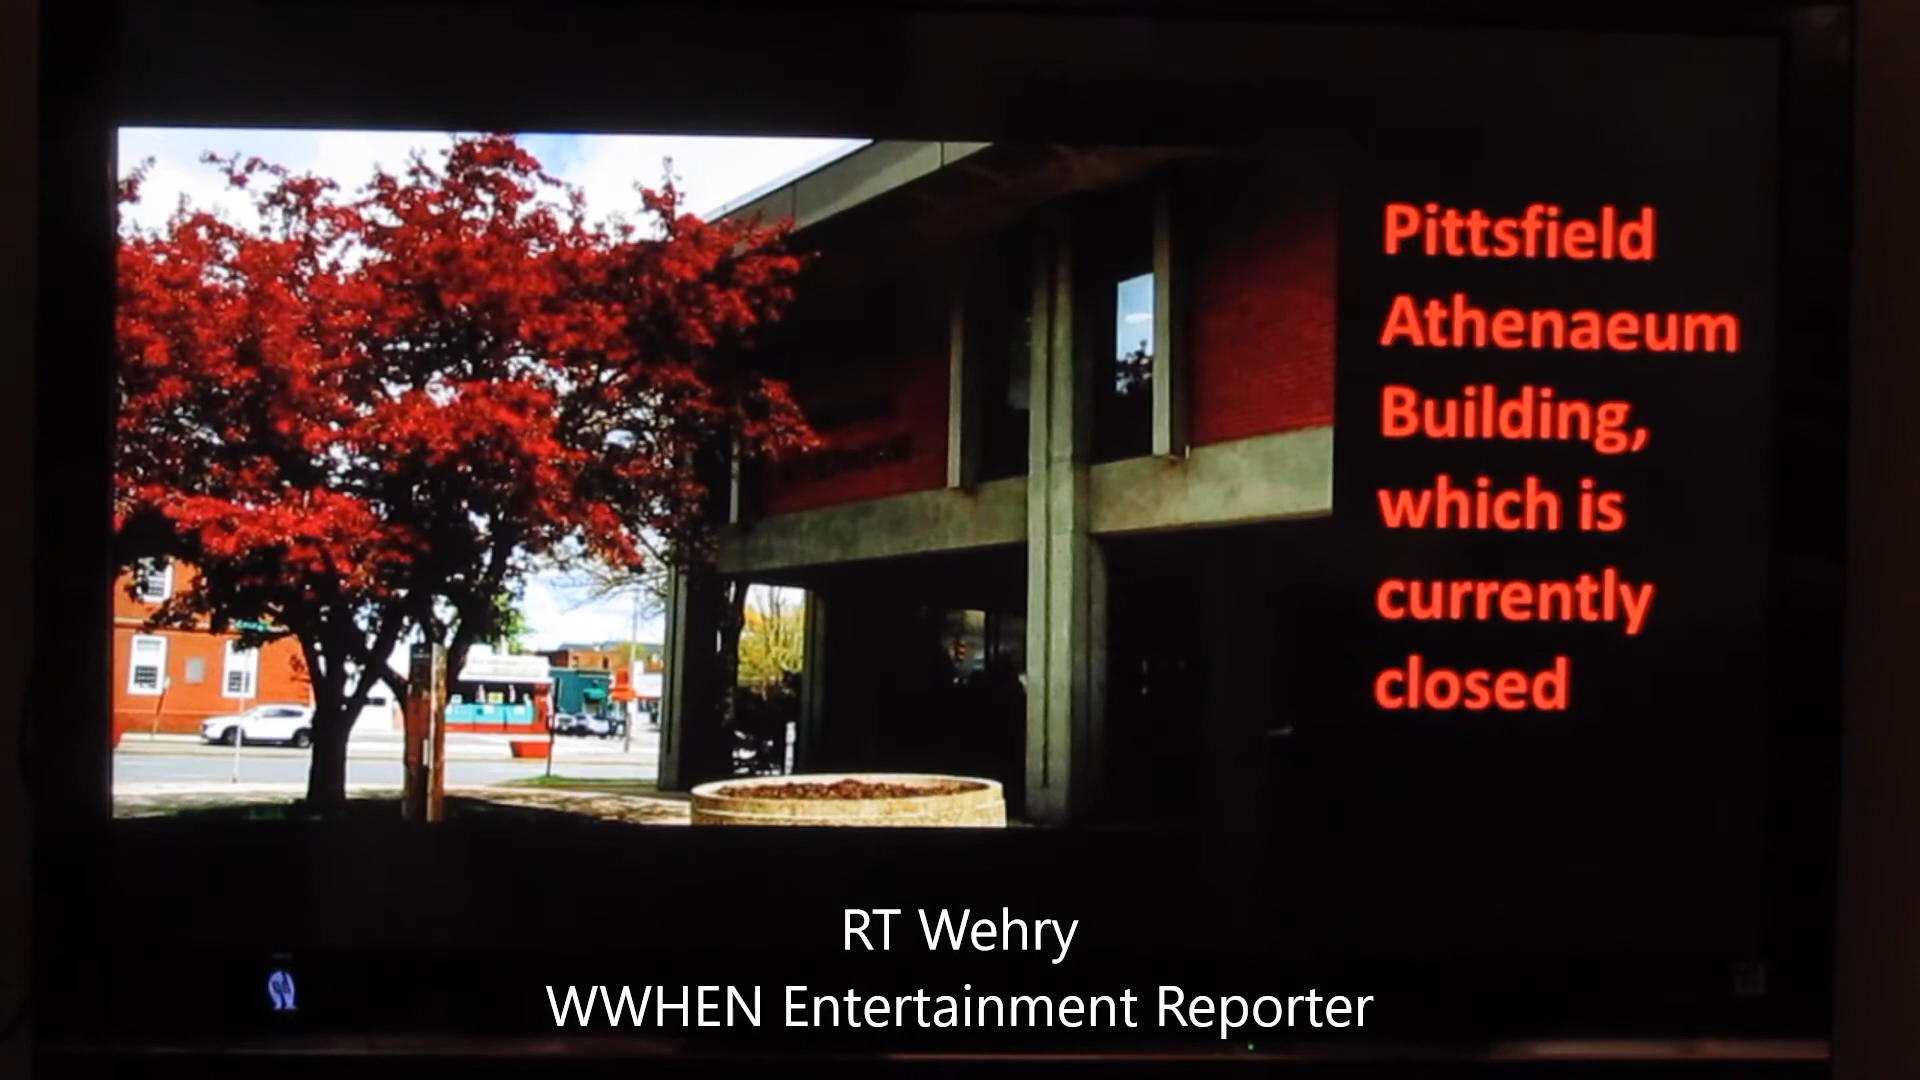 Pittsfield
Athenaeum
Building,
which is
currently
closed
RT Wehry
WWHEN Entertainment Reporter